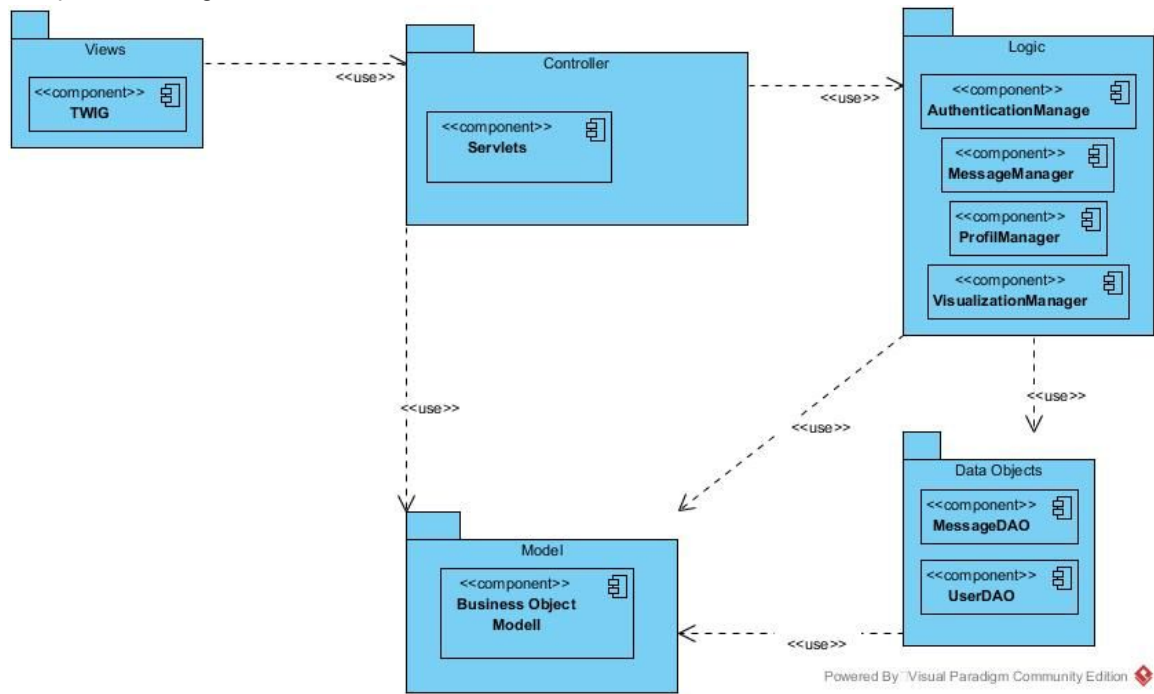 Views
<<component>>
TWIG
<<use>>
Controller
<<component>>
Servlets
<<use>>
Logic
<<component>>
AuthenticationManage
<<component>>
MessageManager
<<component>>
ProfilManager
<<component>>
VisualizationManager
<<use>>
<<use>>
<<use>>
Data Objects
<<component>>
MessageDAO
<<component>>
UserDAO
Model
<<component>>
Business Object
Modell
<<use>>
Powered By Visual Paradigm Community Edition